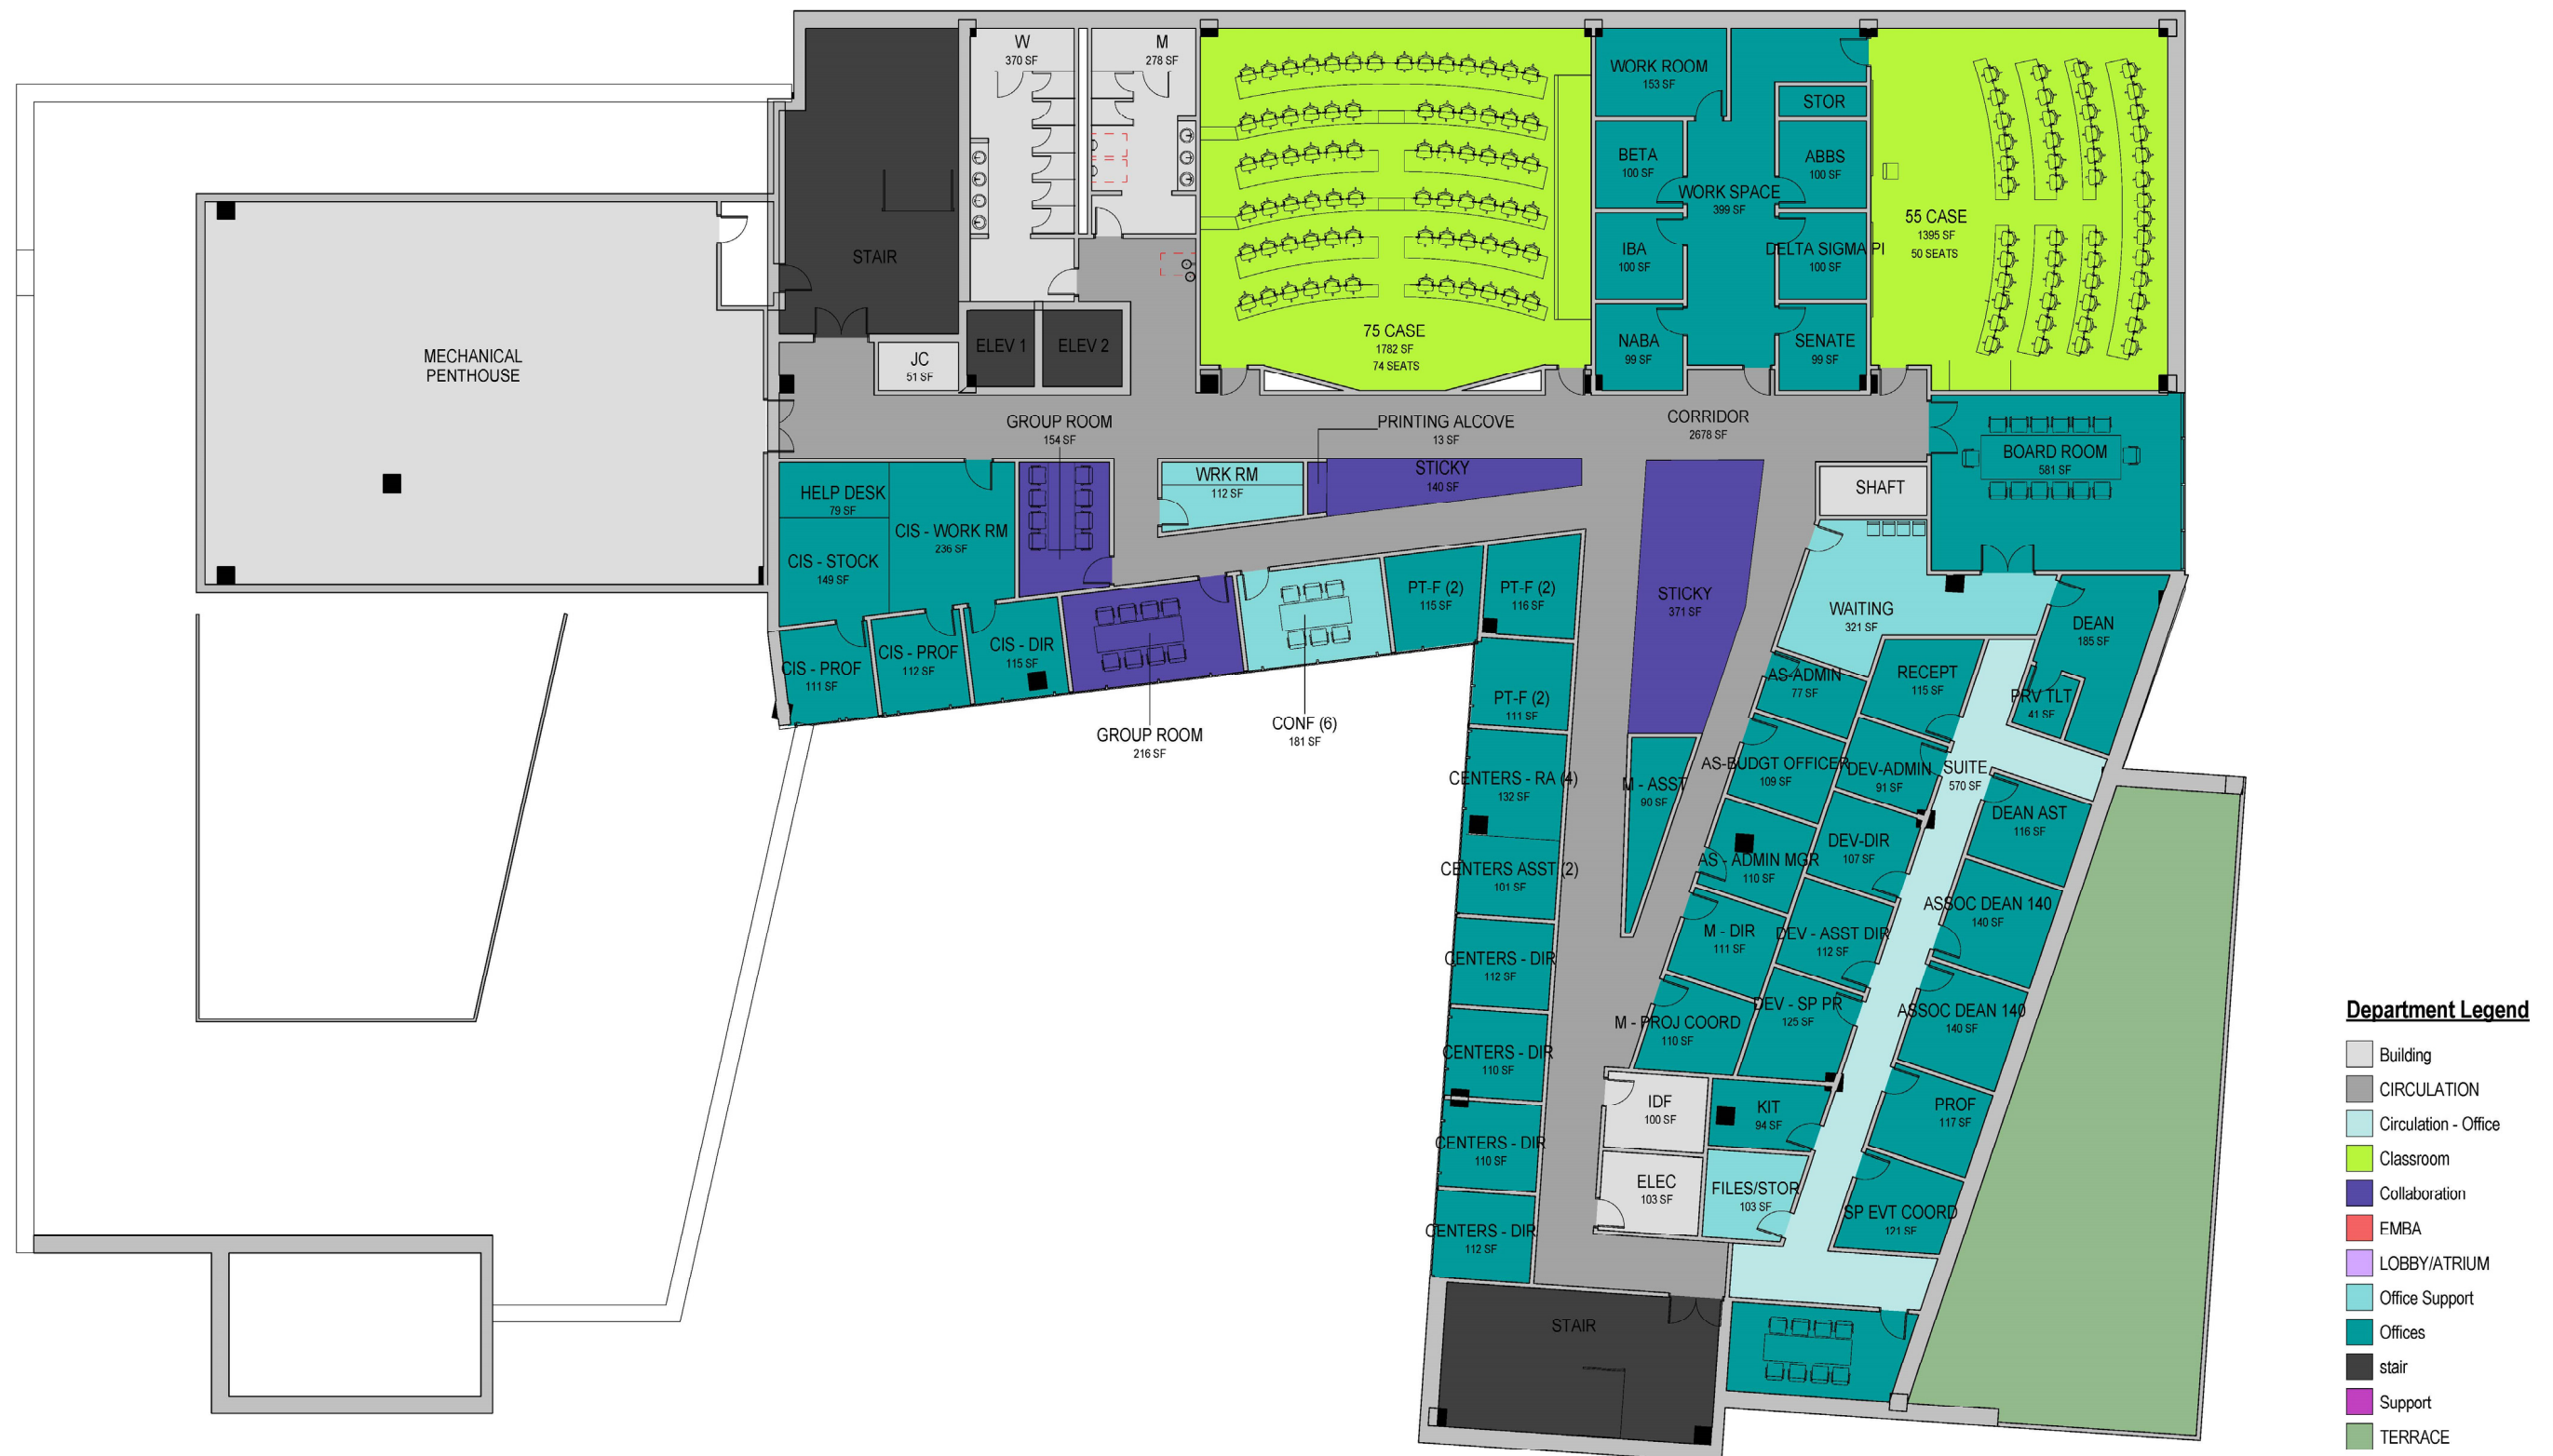 W
370 SF
M
278 SF
WORK ROOM
153 SF
STOR
BETA
100 SF
ABBS
100 SF
WORK SPACE
399 SF
55 CASE
1395 SF
50 SEATS
STAIR
IBA
100 SF
DELTA SIGMA PI
100 SF
MECHANICAL
PENTHOUSE
JC
51 SF
ELEV 1
ELEV 2
75 CASE
1782 SF
74 SEATS
NABA
99 SF
SENATE
99 SF
GROUP ROOM
154 SF
PRINTING ALCOVE
13 SF
CORRIDOR
2678 SF
BOARD ROOM
581 SF
HELP DESK
79 SF
WRK RM
112 SF
STICKY
140 SF
SHAFT
CIS - WORK RM
236 SF
CIS - STOCK
149 SF
PT-F (2)
115 SF
PT-F (2)
116 SF
STICKY
371 SF
WAITING
321 SF
DEAN
185 SF
CIS - PROF
111 SF
CIS - PROF
112 SF
CIS - DIR
115 SF
AS-ADMIN
77 SF
RECEPT
115 SF
PRV TLT
41 SF
PT-F (2)
111 SF
GROUP ROOM
216 SF
CONF (6)
181 SF
CENTERS - RA (4)
132 SF
M - ASST
90 SF
AS-BUDGT OFFICER
109 SF
DEV-ADMIN
91 SF
SUITE
570 SF
DEAN AST
116 SF
CENTERS ASST (2)
101 SF
AS - ADMIN MGR
110 SF
DEV-DIR
107 SF
ASSOC DEAN 140
140 SF
CENTERS - DIR
112 SF
M - DIR
111 SF
DEV - ASST DIR
112 SF
ASSOC DEAN 140
140 SF
CENTERS - DIR
110 SF
M - PROJ COORD
110 SF
DEV - SP PR
125 SF
IDF
100 SF
KIT
94 SF
PROF
117 SF
CENTERS - DIR
110 SF
ELEC
103 SF
FILES/STOR
103 SF
SP EVT COORD
121 SF
CENTERS - DIR
112 SF
STAIR
Department Legend
Building
CIRCULATION
Circulation - Office
Classroom
Collaboration
EMBA
LOBBY/ATRIUM
Office Support
Offices
stair
Support
TERRACE